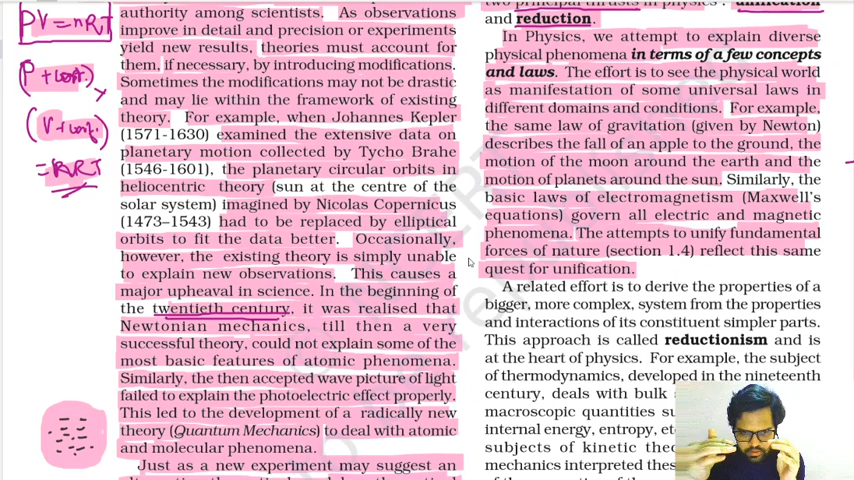 PV=nRT
(P + corr.) x
(V + corr.)
= nRT
authority among scientists. As observations
improve in detail and precision or experiments
yield new results, theories must account for
them, if necessary, by introducing modifications.
Sometimes the modifications may not be drastic
and may lie within the framework of existing
theory. For example, when Johannes Kepler
(1571-1630) examined the extensive data on
planetary motion collected by Tycho Brahe
(1546-1601), the planetary circular orbits in
heliocentric theory (sun at the centre of the
solar system) imagined by Nicolas Copernicus
(1473–1543) had to be replaced by elliptical
orbits to fit the data better. Occasionally,
however, the existing theory is simply unable
to explain new observations. This causes a
major upheaval in science. In the beginning of
the twentieth century, it was realised that
Newtonian mechanics, till then a very
successful theory, could not explain some of the
most basic features of atomic phenomena.
Similarly, the then accepted wave picture of light
failed to explain the photoelectric effect properly.
This led to the development of a radically new
theory (Quantum Mechanics) to deal with atomic
and molecular phenomena.
Just as a new experiment may suggest an
two principal thrusts in physics : unification
and reduction.
In Physics, we attempt to explain diverse
physical phenomena in terms of a few concepts
and laws. The effort is to see the physical world
as manifestation of some universal laws in
different domains and conditions. For example,
the same law of gravitation (given by Newton)
describes the fall of an apple to the ground, the
motion of the moon around the earth and the
motion of planets around the sun. Similarly, the
basic laws of electromagnetism (Maxwell's
equations) govern all electric and magnetic
phenomena. The attempts to unify fundamental
forces of nature (section 1.4) reflect this same
quest for unification.
A related effort is to derive the properties of a
bigger, more complex, system from the properties
and interactions of its constituent simpler parts.
This approach is called reductionism and is
at the heart of physics. For example, the subject
of thermodynamics, developed in the nineteenth
century, deals with bulk
macroscopic quantities su
internal energy, entropy, et
subjects of kinetic theo
mechanics interpreted thes